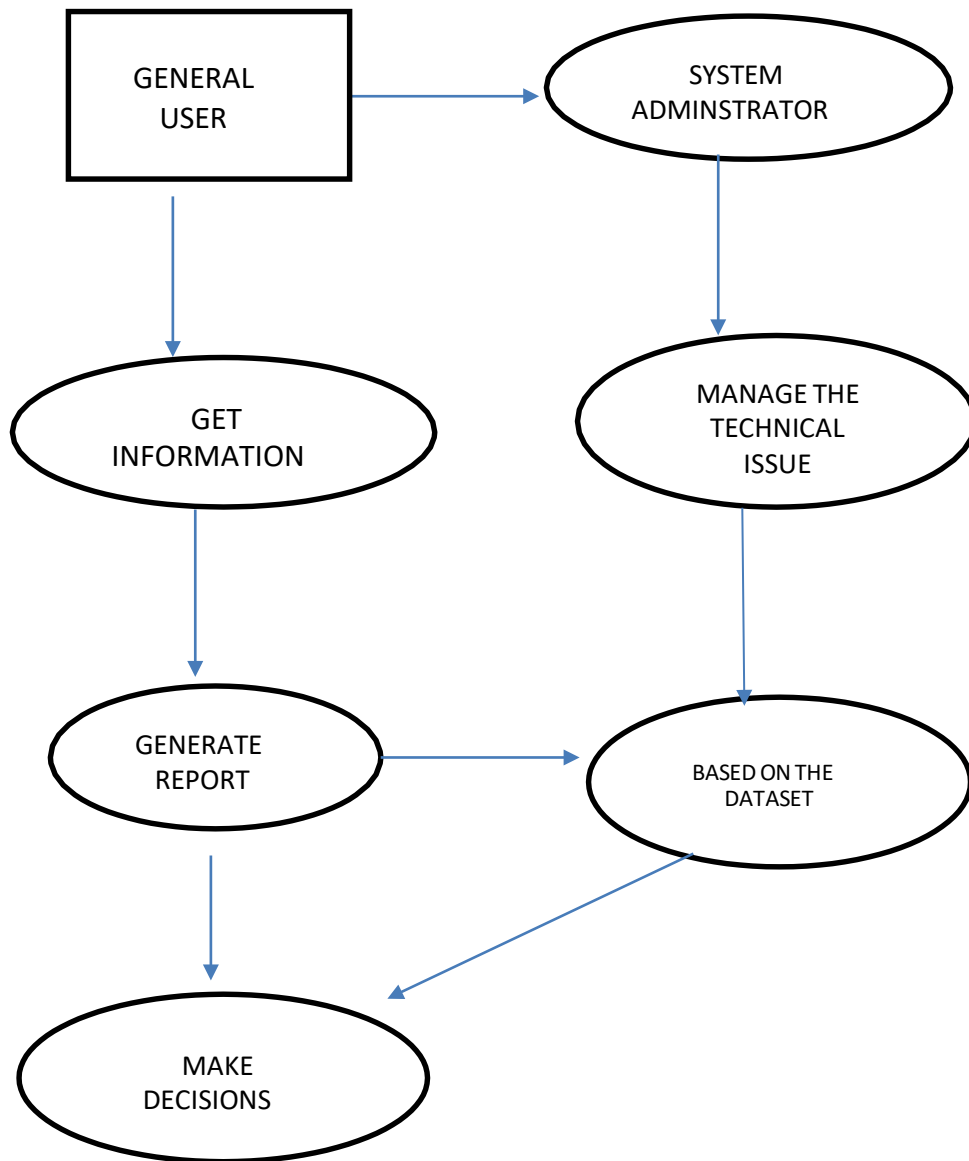 GENERAL
USER
SYSTEM
ADMINSTRATOR
GET
INFORMATION
MANAGE THE
TECHNICAL
ISSUE
GENERATE
REPORT
BASED ON THE
DATASET
MAKE
DECISIONS